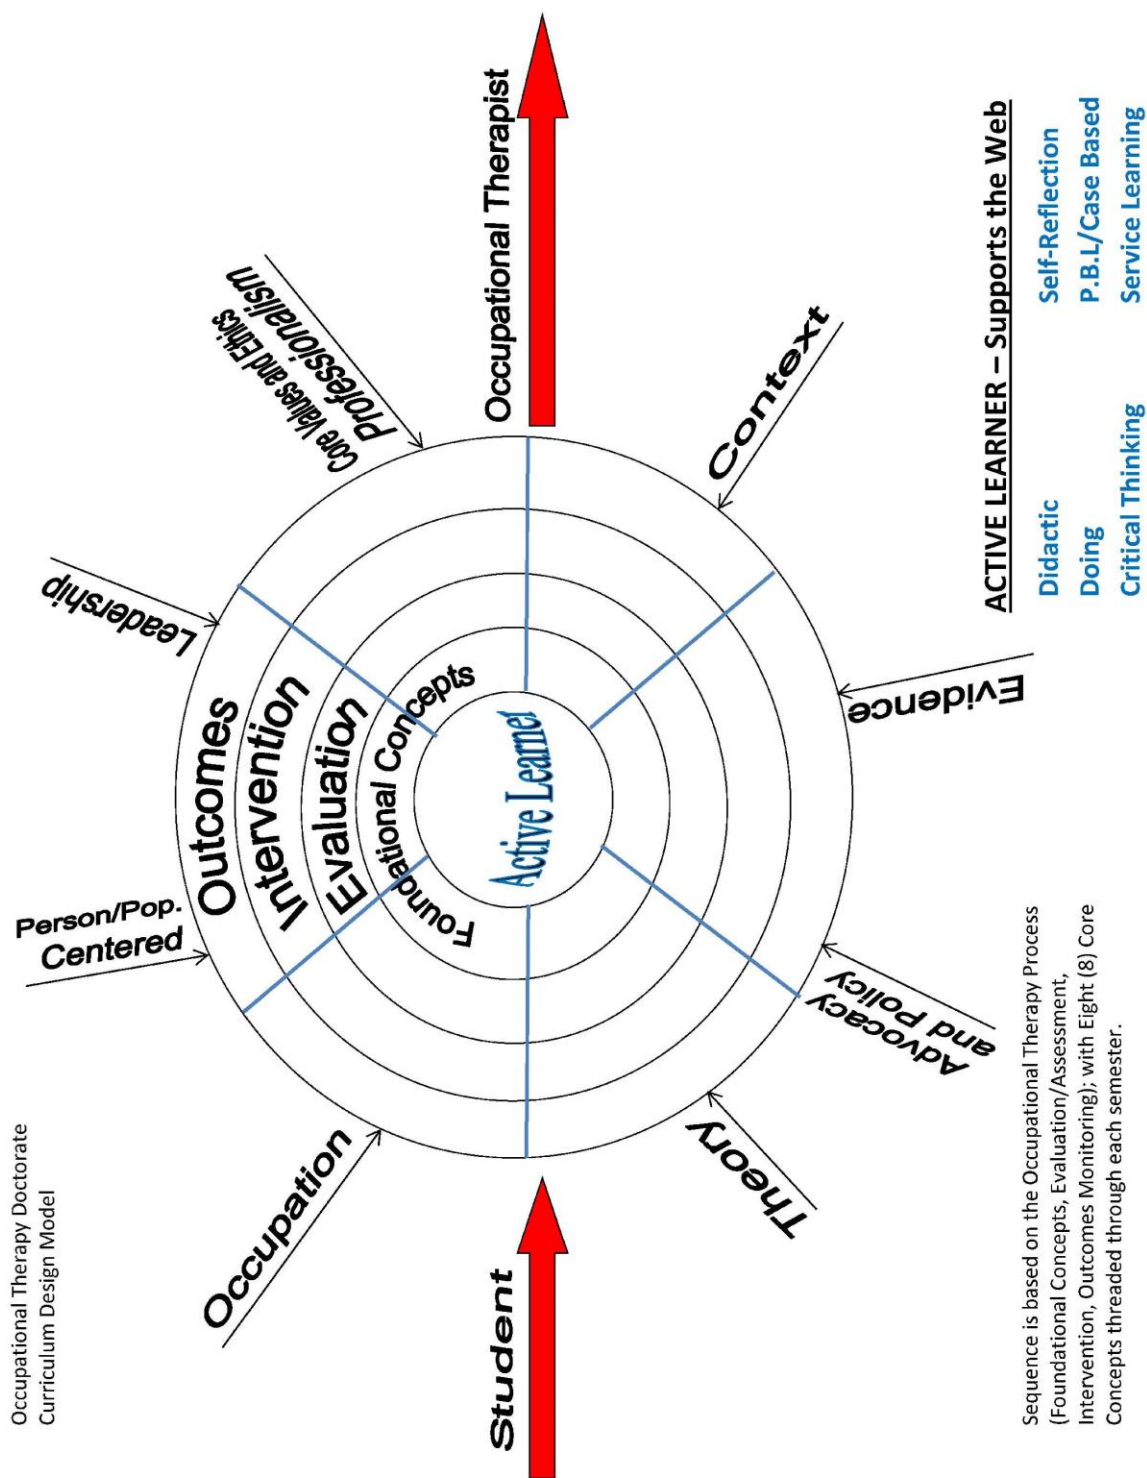 Occupational Therapy Doctorate
Curriculum Design Model
Student
Occupation
Person/Pop.
Centered
Leadership
Core Values and Ethics
Professionalism
Occupational Therapist
Outcomes
Intervention
Evaluation
Foundational Concepts
Active Learner
Theory
Advocacy
and Policy
Evidence
Context
Sequence is based on the Occupational Therapy Process
(Foundational Concepts, Evaluation/Assessment,
Intervention, Outcomes Monitoring); with Eight (8) Core
Concepts threaded through each semester.
ACTIVE LEARNER – Supports the Web
Didactic Self-Reflection
Doing P.B.L/Case Based
Critical Thinking Service Learning